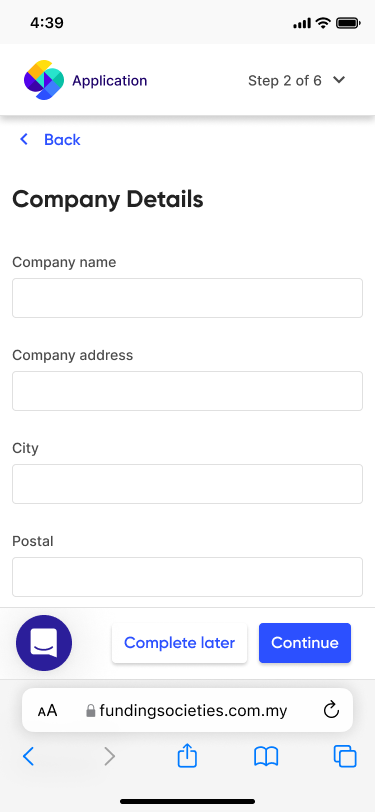 4:39
Application
Step 2 of 6
Back
Company Details
Company name
Company address
City
Postal
Complete later
Continue
AA
fundingsocieties.com.my